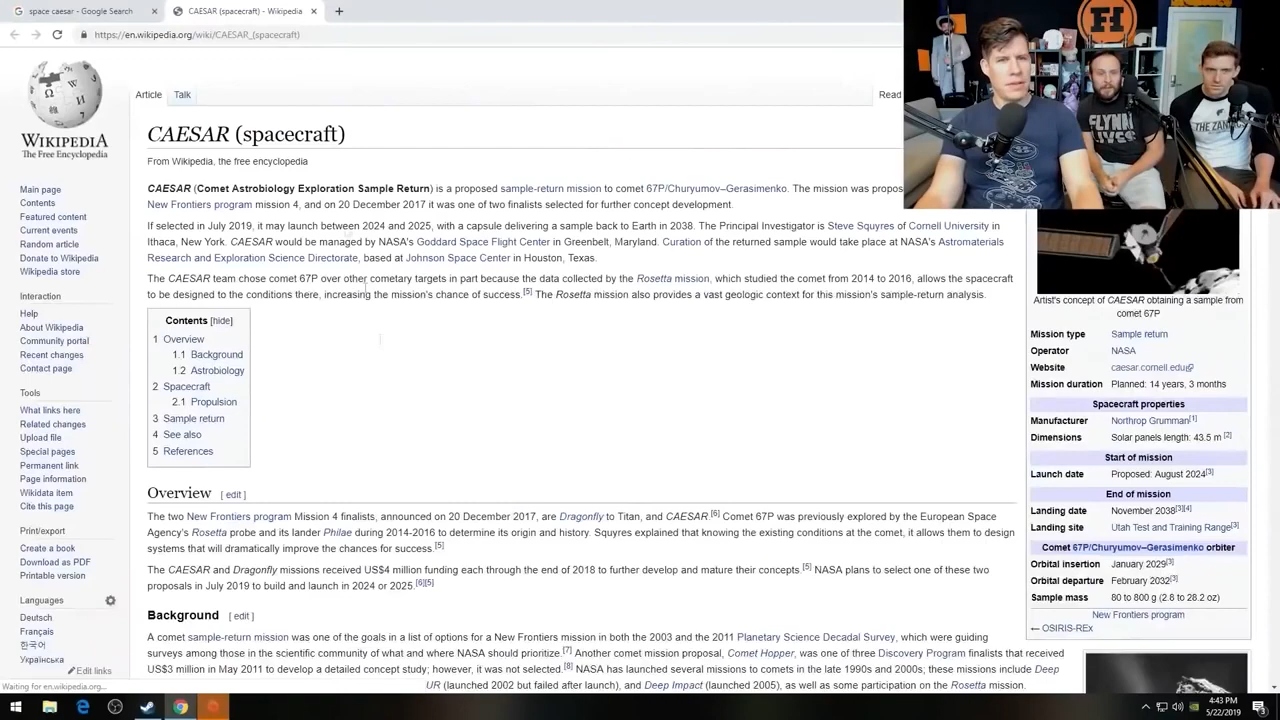 space caesar - Google Search
CAESAR (spacecraft) - Wikipedia
https://en.wikipedia.org/wiki/CAESAR_(spacecraft)
WIKIPEDIA
The Free Encyclopedia
Main page
Contents
Featured content
Current events
Random article
Donate to Wikipedia
Wikipedia store
Interaction
Help
About Wikipedia
Community portal
Recent changes
Contact page
Tools
What links here
Related changes
Upload file
Special pages
Permanent link
Page information
Wikidata item
Cite this page
Print/export
Create a book
Download as PDF
Printable version
Languages
Deutsch
Français
한국어
Українська
Edit links
Article Talk
Read
CAESAR (spacecraft)
From Wikipedia, the free encyclopedia
CAESAR (Comet Astrobiology Exploration Sample Return) is a proposed sample-return mission to comet 67P/Churyumov–Gerasimenko. The mission was propos
New Frontiers program mission 4, and on 20 December 2017 it was one of two finalists selected for further concept development.
If selected in July 2019, it may launch between 2024 and 2025, with a capsule delivering a sample back to Earth in 2038. The Principal Investigator is Steve Squyres of Cornell University in
Ithaca, New York. CAESAR would be managed by NASA's Goddard Space Flight Center in Greenbelt, Maryland. Curation of the returned sample would take place at NASA's Astromaterials
Research and Exploration Science Directorate, based at Johnson Space Center in Houston, Texas.
The CAESAR team chose comet 67P over other cometary targets in part because the data collected by the Rosetta mission, which studied the comet from 2014 to 2016, allows the spacecraft
to be designed to the conditions there, increasing the mission's chance of success.[5] The Rosetta mission also provides a vast geologic context for this mission's sample-return analysis.
Contents [hide]
1 Overview
1.1 Background
1.2 Astrobiology
2 Spacecraft
2.1 Propulsion
3 Sample return
4 See also
5 References
Overview [ edit ]
The two New Frontiers program Mission 4 finalists, announced on 20 December 2017, are Dragonfly to Titan, and CAESAR.[6] Comet 67P was previously explored by the European Space
Agency's Rosetta probe and its lander Philae during 2014-2016 to determine its origin and history. Squyres explained that knowing the existing conditions at the comet, it allows them to design
systems that will dramatically improve the chances for success.[5]
The CAESAR and Dragonfly missions received US$4 million funding each through the end of 2018 to further develop and mature their concepts.[5] NASA plans to select one of these two
proposals in July 2019 to build and launch in 2024 or 2025.[6][5]
Background [ edit ]
A comet sample-return mission was one of the goals in a list of options for a New Frontiers mission in both the 2003 and the 2011 Planetary Science Decadal Survey, which were guiding
surveys among those in the scientific community of what and where NASA should prioritize.[7] Another comet mission proposal, Comet Hopper, was one of three Discovery Program finalists that received
US$3 million in May 2011 to develop a detailed concept study; however, it was not selected.[8] NASA has launched several missions to comets in the late 1990s and 2000s; these missions include Deep
UR (launched 2002 but failed after launch), and Deep Impact (launched 2005), as well as some participation on the Rosetta mission.
Artist's concept of CAESAR obtaining a sample from
comet 67P
Mission type Sample return
Operator NASA
Website caesar.cornell.edu
Mission duration Planned: 14 years, 3 months
Spacecraft properties
Manufacturer Northrop Grumman[1]
Dimensions Solar panels length: 43.5 m [2]
Start of mission
Launch date Proposed: August 2024[3]
End of mission
Landing date November 2038[3][4]
Landing site Utah Test and Training Range[3]
Comet 67P/Churyumov–Gerasimenko orbiter
Orbital insertion January 2029[3]
Orbital departure February 2032[3]
Sample mass 80 to 800 g (2.8 to 28.2 oz)
New Frontiers program
← OSIRIS-REx
FLYNN
LIVES
THE ZAN
Waiting for en.wikipedia.org...
4:43 PM
5/22/2019